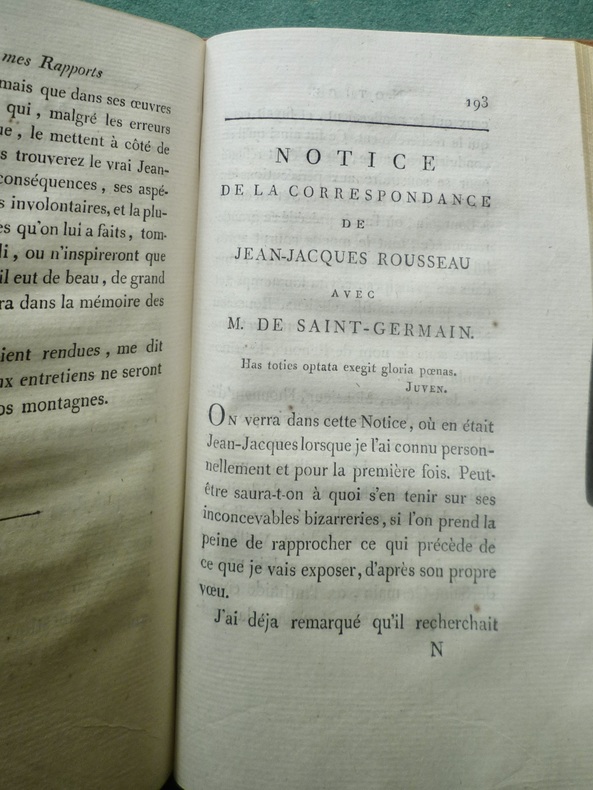 mes Rapports
mais que dans ses œuvres
qui, malgré les erreurs
, le mettent à côté de
trouverez le vrai Jean-
conséquences, ses aspé-
involontaires, et la plu-
qu'on lui a faits, tom-
, ou n'inspireront que
il eut de beau, de grand
dans la mémoire des
rendues, me dit
entretiens ne seront
montagnes.
193
NOTICE
DE LA CORRESPONDANCE
DE
JEAN-JACQUES ROUSSEAU
AVEC
M. DE SAINT-GERMAIN.
Has toties optata exegit gloria pœnas.
JUVEN.
ON verra dans cette Notice, où en était
Jean-Jacques lorsque je l'ai connu person-
nellement et pour la première fois. Peut-
être saura-t-on à quoi s'en tenir sur ses
inconcevables bizarreries, si l'on prend la
peine de rapprocher ce qui précède de
ce que je vais exposer, d'après son propre
vœu.
J'ai déja remarqué qu'il recherchait
N